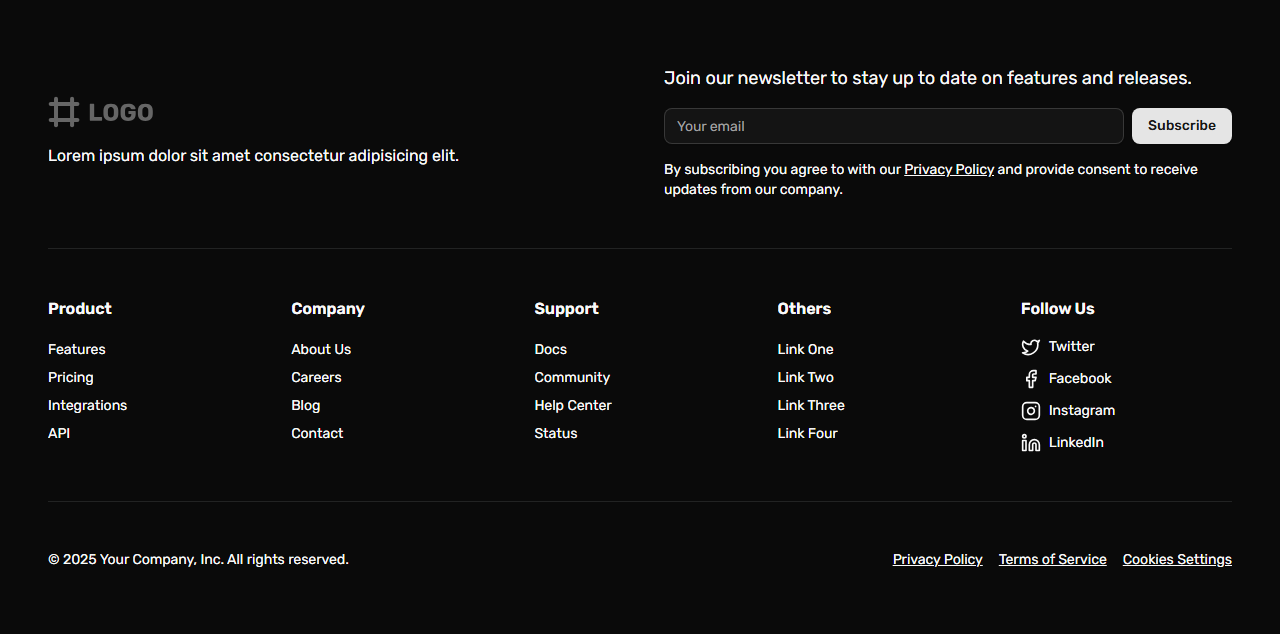 LOGO
Lorem ipsum dolor sit amet consectetur adipisicing elit.
Join our newsletter to stay up to date on features and releases.
Your email
Subscribe
By subscribing you agree to with our Privacy Policy and provide consent to receive
updates from our company.
Product
Features
Pricing
Integrations
API
Company
About Us
Careers
Blog
Contact
Support
Docs
Community
Help Center
Status
Others
Link One
Link Two
Link Three
Link Four
Follow Us
Twitter
Facebook
Instagram
LinkedIn
© 2025 Your Company, Inc. All rights reserved.
Privacy Policy Terms of Service Cookies Settings